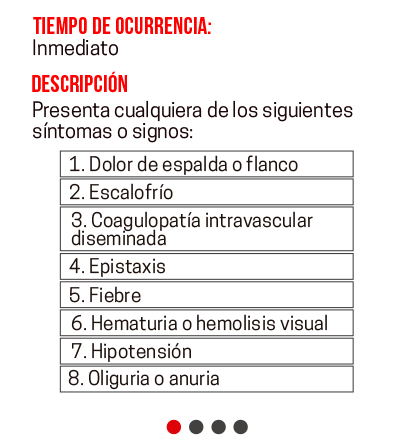 TIEMPO DE OCURRENCIA:
Inmediato
DESCRIPCIÓN
Presenta cualquiera de los siguientes
síntomas o signos:
1. Dolor de espalda o flanco
2. Escalofrío
3. Coagulopatía intravascular
diseminada
4. Epistaxis
5. Fiebre
6. Hematuria o hemolisis visual
7. Hipotensión
8. Oliguria o anuria